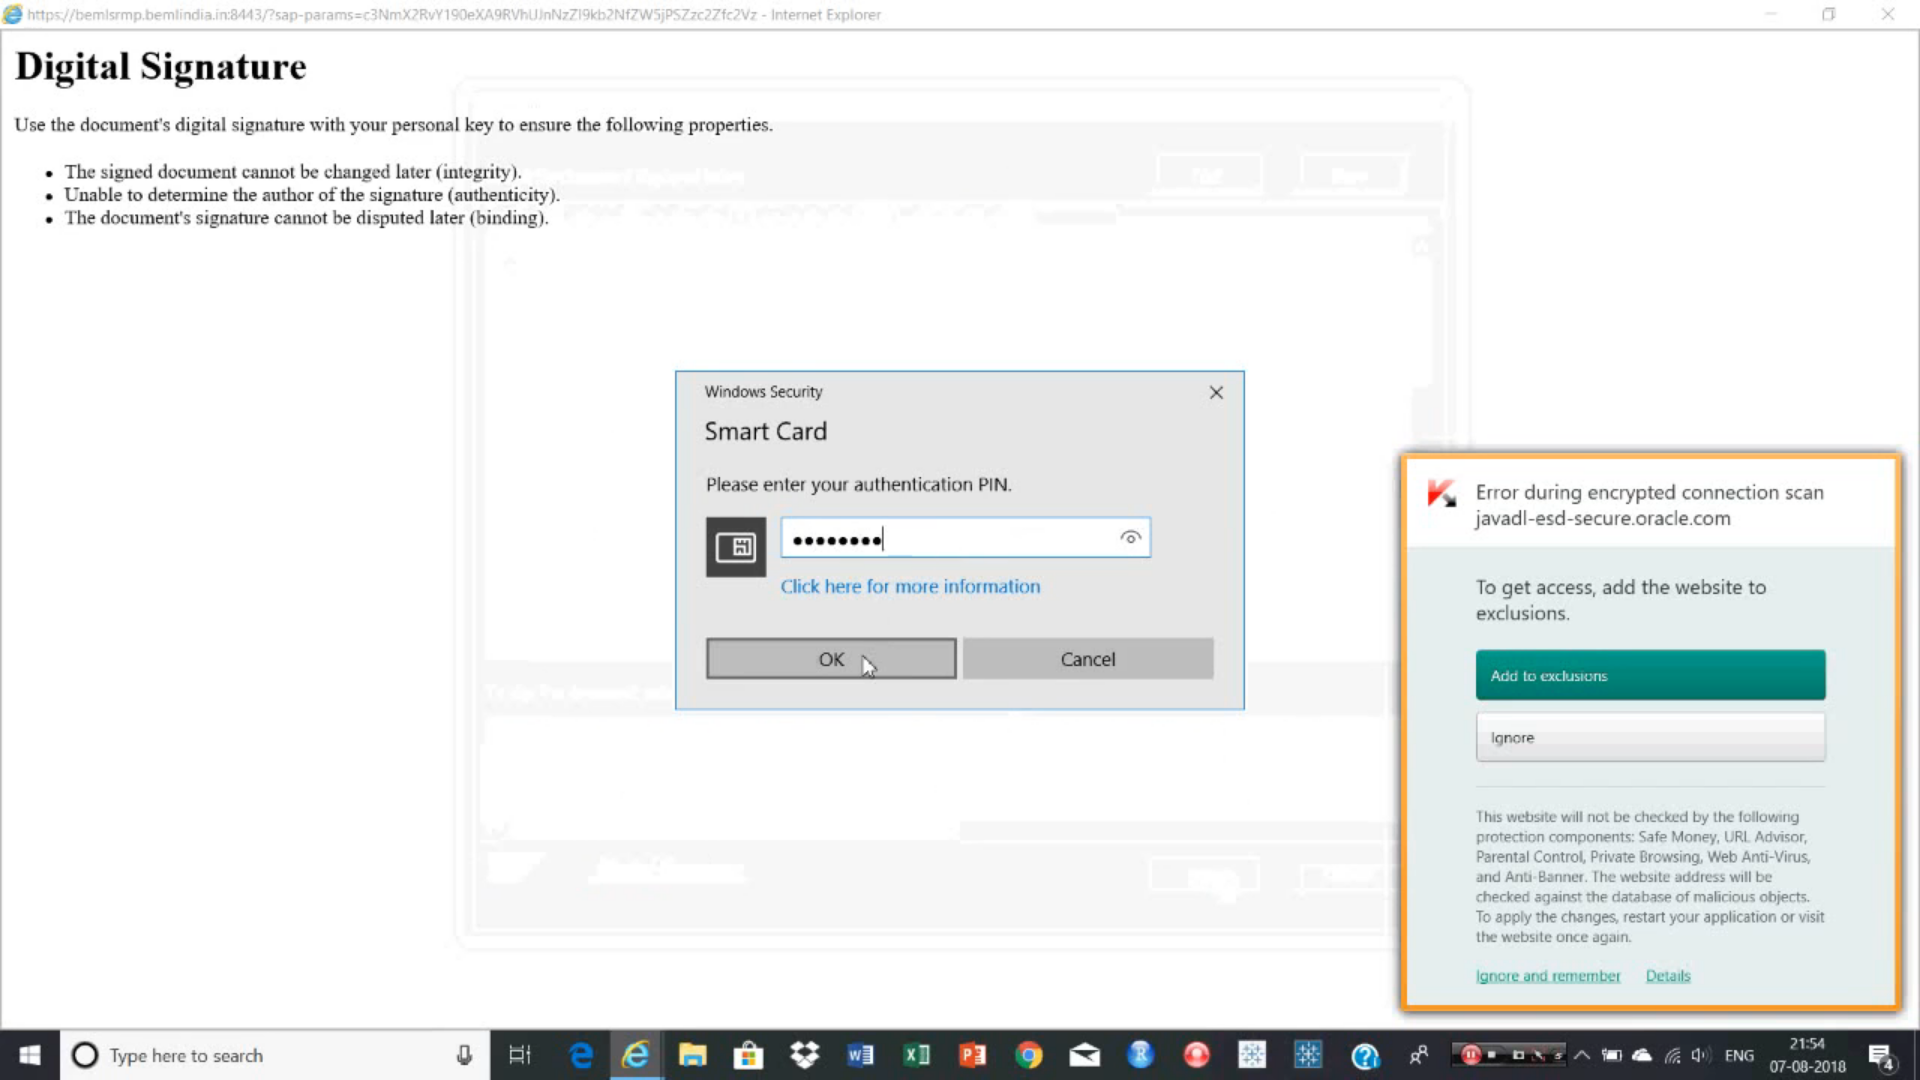 https://bemlsrmp.bemlindia.in:8443/?sap-params=c3NmX2RvY190eXA9RVhUJnNzZl9kb2NfZW5jPSZzc2Zfc2Vz - Internet Explorer
Digital Signature
Use the document's digital signature with your personal key to ensure the following properties.
• The signed document cannot be changed later (integrity).
• Unable to determine the author of the signature (authenticity).
• The document's signature cannot be disputed later (binding).
Windows Security
Smart Card
Please enter your authentication PIN.
Click here for more information
OK
Cancel
Error during encrypted connection scan
javadl-esd-secure.oracle.com
To get access, add the website to
exclusions.
Add to exclusions
Ignore
This website will not be checked by the following
protection components: Safe Money, URL Advisor,
Parental Control, Private Browsing, Web Anti-Virus,
and Anti-Banner. The website address will be
checked against the database of malicious objects.
To apply the changes, restart your application or visit
the website once again.
Ignore and remember Details
Type here to search
ENG
21:54
07-08-2018
4